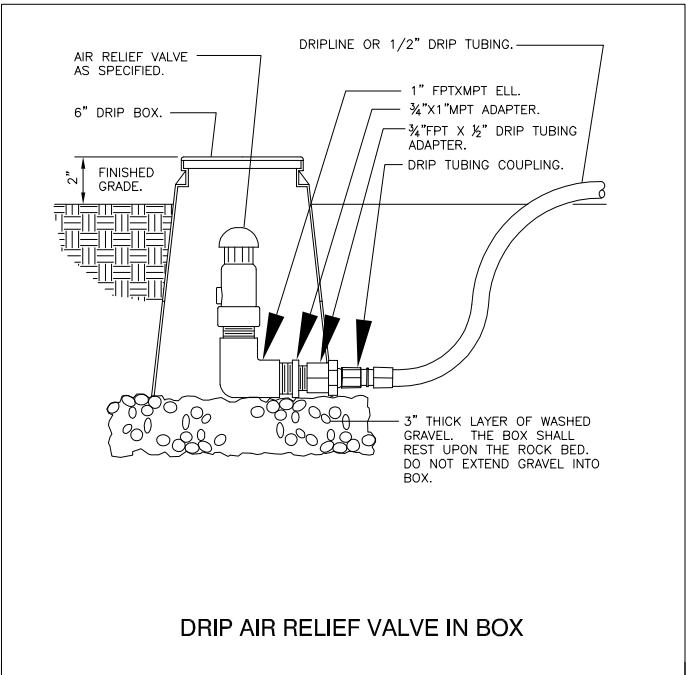 AIR RELIEF VALVE
AS SPECIFIED.
6" DRIP BOX.
DRIPLINE OR 1/2" DRIP TUBING.
1" FPTXMPT ELL.
¾"X1"MPT ADAPTER.
¾"FPT X ½" DRIP TUBING
ADAPTER.
DRIP TUBING COUPLING.
2"
FINISHED
GRADE.
3" THICK LAYER OF WASHED
GRAVEL. THE BOX SHALL
REST UPON THE ROCK BED.
DO NOT EXTEND GRAVEL INTO
BOX.
DRIP AIR RELIEF VALVE IN BOX